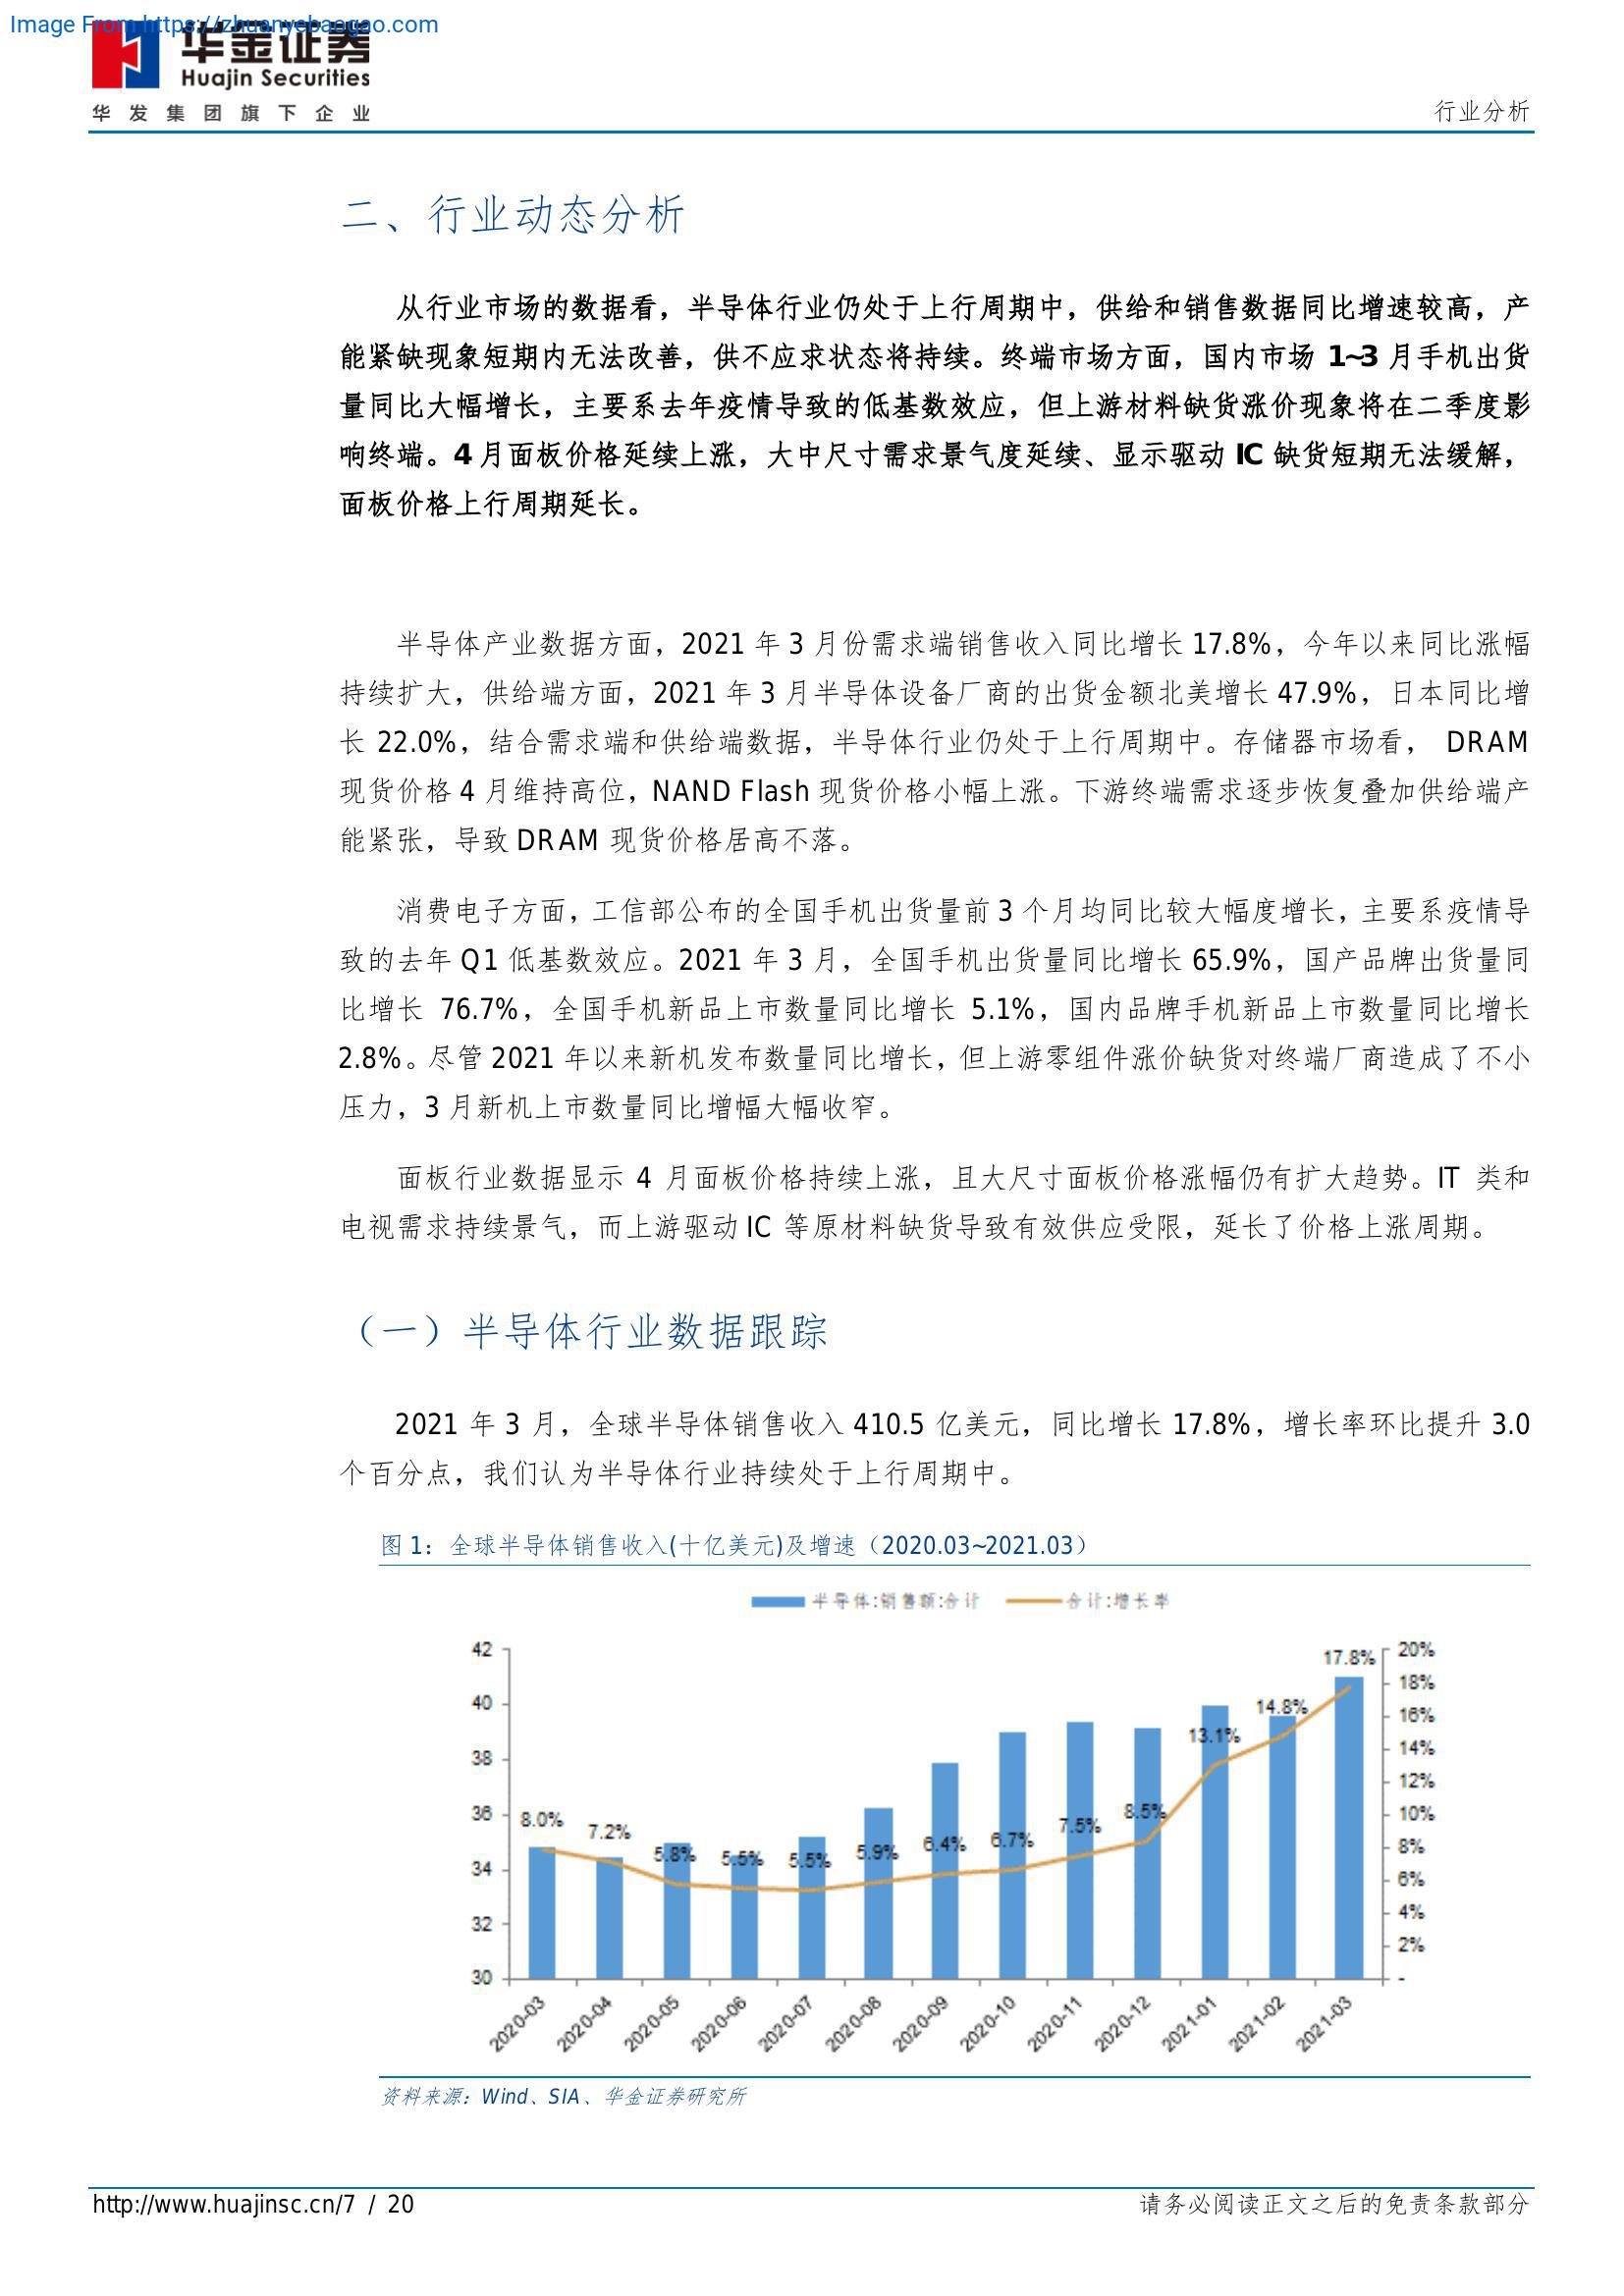 Image From:https://zhuanyebaogao.com
华金证券
Huajin Securities
华发集团旗下企业
行业分析
二、行业动态分析
从行业市场的数据看，半导体行业仍处于上行周期中，供给和销售数据同比增速较高，产
能紧缺现象短期内无法改善，供不应求状态将持续。终端市场方面，国内市场 1~3 月手机出货
量同比大幅增长，主要系去年疫情导致的低基数效应，但上游材料缺货涨价现象将在二季度影
响终端。4 月面板价格延续上涨，大中尺寸需求景气度延续、显示驱动 IC 缺货短期无法缓解，
面板价格上行周期延长。
半导体产业数据方面，2021 年 3 月份需求端销售收入同比增长 17.8%，今年以来同比涨幅
持续扩大，供给端方面，2021 年 3 月半导体设备厂商的出货金额北美增长 47.9%，日本同比增
长 22.0%，结合需求端和供给端数据，半导体行业仍处于上行周期中。存储器市场看， DRAM
现货价格 4 月维持高位，NAND Flash 现货价格小幅上涨。下游终端需求逐步恢复叠加供给端产
能紧张，导致 DRAM 现货价格居高不落。
消费电子方面，工信部公布的全国手机出货量前 3 个月均同比较大幅度增长，主要系疫情导
致的去年 Q1 低基数效应。2021 年 3 月，全国手机出货量同比增长 65.9%，国产品牌出货量同
比增长 76.7%，全国手机新品上市数量同比增长 5.1%，国内品牌手机新品上市数量同比增长
2.8%。尽管 2021 年以来新机发布数量同比增长，但上游零组件涨价缺货对终端厂商造成了不小
压力，3 月新机上市数量同比增幅大幅收窄。
面板行业数据显示 4 月面板价格持续上涨，且大尺寸面板价格涨幅仍有扩大趋势。IT 类和
电视需求持续景气，而上游驱动 IC 等原材料缺货导致有效供应受限，延长了价格上涨周期。
（一）半导体行业数据跟踪
2021 年 3 月，全球半导体销售收入 410.5 亿美元，同比增长 17.8%，增长率环比提升 3.0
个百分点，我们认为半导体行业持续处于上行周期中。
图 1：全球半导体销售收入(十亿美元)及增速（2020.03~2021.03）
半导体:销售额:合计 合计:增长率
42
40
38
36
34
32
30
8.0% 7.2% 5.8% 5.5% 5.5% 5.9% 6.4% 6.7% 7.5% 8.5% 13.1% 14.8% 17.8%
20%
18%
16%
14%
12%
10%
8%
6%
4%
2%
-
2020-03 2020-04 2020-05 2020-06 2020-07 2020-08 2020-09 2020-10 2020-11 2020-12 2021-01 2021-02 2021-03
资料来源：Wind、SIA、华金证券研究所
http://www.huajinsc.cn/7 / 20
请务必阅读正文之后的免责条款部分